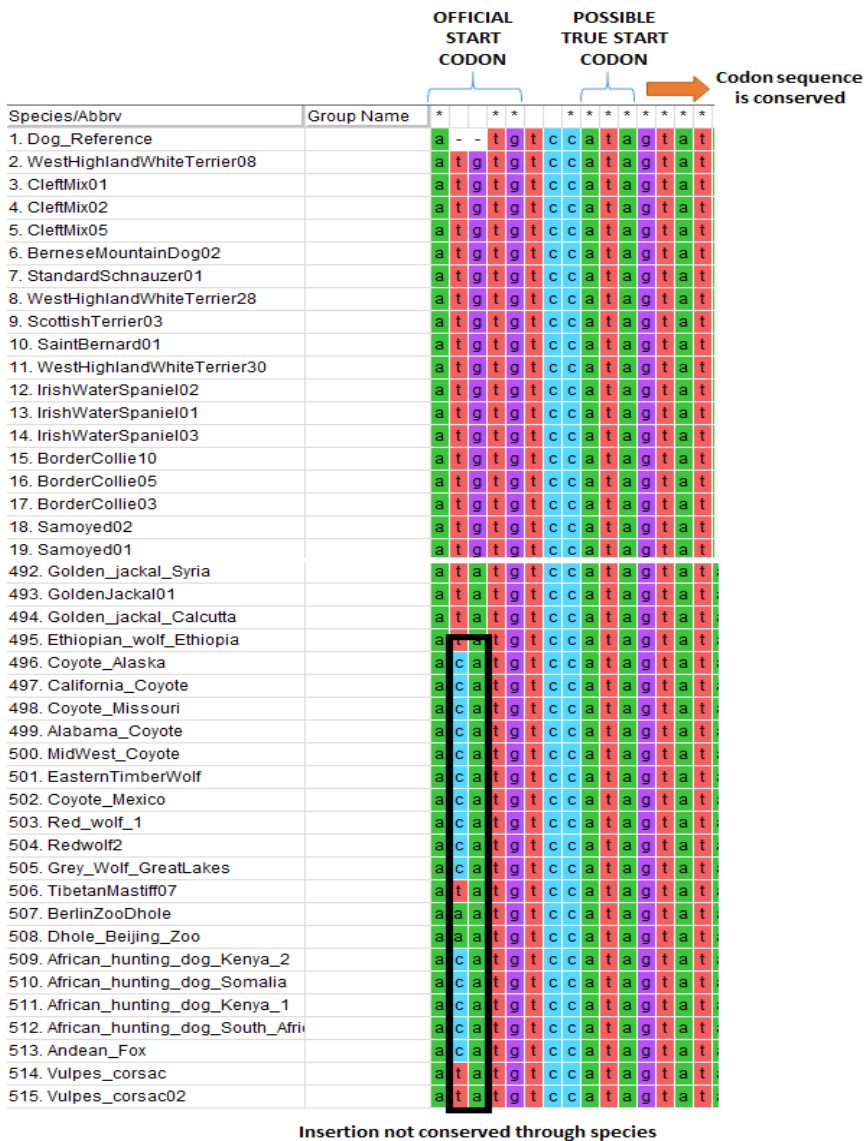 OFFICIAL START CODON
POSSIBLE TRUE START CODON
Codon sequence is conserved
Species/Abbrv Group Name * * * * * * * * * * *
1. Dog_Reference a - - t g t c c a t a g t a t
2. WestHighlandWhiteTerrier08 a t g t g t c c a t a g t a t
3. CleftMix01 a t g t g t c c a t a g t a t
4. CleftMix02 a t g t g t c c a t a g t a t
5. CleftMix05 a t g t g t c c a t a g t a t
6. BerneseMountainDog02 a t g t g t c c a t a g t a t
7. StandardSchnauzer01 a t g t g t c c a t a g t a t
8. WestHighlandWhiteTerrier28 a t g t g t c c a t a g t a t
9. ScottishTerrier03 a t g t g t c c a t a g t a t
10. SaintBernard01 a t g t g t c c a t a g t a t
11. WestHighlandWhiteTerrier30 a t g t g t c c a t a g t a t
12. IrishWaterSpaniel02 a t g t g t c c a t a g t a t
13. IrishWaterSpaniel01 a t g t g t c c a t a g t a t
14. IrishWaterSpaniel03 a t g t g t c c a t a g t a t
15. BorderCollie10 a t g t g t c c a t a g t a t
16. BorderCollie05 a t g t g t c c a t a g t a t
17. BorderCollie03 a t g t g t c c a t a g t a t
18. Samoyed02 a t g t g t c c a t a g t a t
19. Samoyed01 a t g t g t c c a t a g t a t
492. Golden_jackal_Syria a t a t g t c c a t a g t a t
493. GoldenJackal01 a t a t g t c c a t a g t a t
494. Golden_jackal_Calcutta a t a t g t c c a t a g t a t
495. Ethiopian_wolf_Ethiopia a t a t g t c c a t a g t a t
496. Coyote_Alaska a c a t g t c c a t a g t a t
497. California_Coyote a c a t g t c c a t a g t a t
498. Coyote_Missouri a c a t g t c c a t a g t a t
499. Alabama_Coyote a c a t g t c c a t a g t a t
500. MidWest_Coyote a c a t g t c c a t a g t a t
501. EasternTimberWolf a c a t g t c c a t a g t a t
502. Coyote_Mexico a c a t g t c c a t a g t a t
503. Red_wolf_1 a c a t g t c c a t a g t a t
504. Redwolf2 a c a t g t c c a t a g t a t
505. Grey_Wolf_GreatLakes a c a t g t c c a t a g t a t
506. TibetanMastiff07 a t a t g t c c a t a g t a t
507. BerlinZooDhole a a a t g t c c a t a g t a t
508. Dhole_Beijing_Zoo a a a t g t c c a t a g t a t
509. African_hunting_dog_Kenya_2 a c a t g t c c a t a g t a t
510. African_hunting_dog_Somalia a c a t g t c c a t a g t a t
511. African_hunting_dog_Kenya_1 a c a t g t c c a t a g t a t
512. African_hunting_dog_South_Afri a c a t g t c c a t a g t a t
513. Andean_Fox a c a t g t c c a t a g t a t
514. Vulpes_corsac a t a t g t c c a t a g t a t
515. Vulpes_corsac02 a t a t g t c c a t a g t a t
Insertion not conserved through species